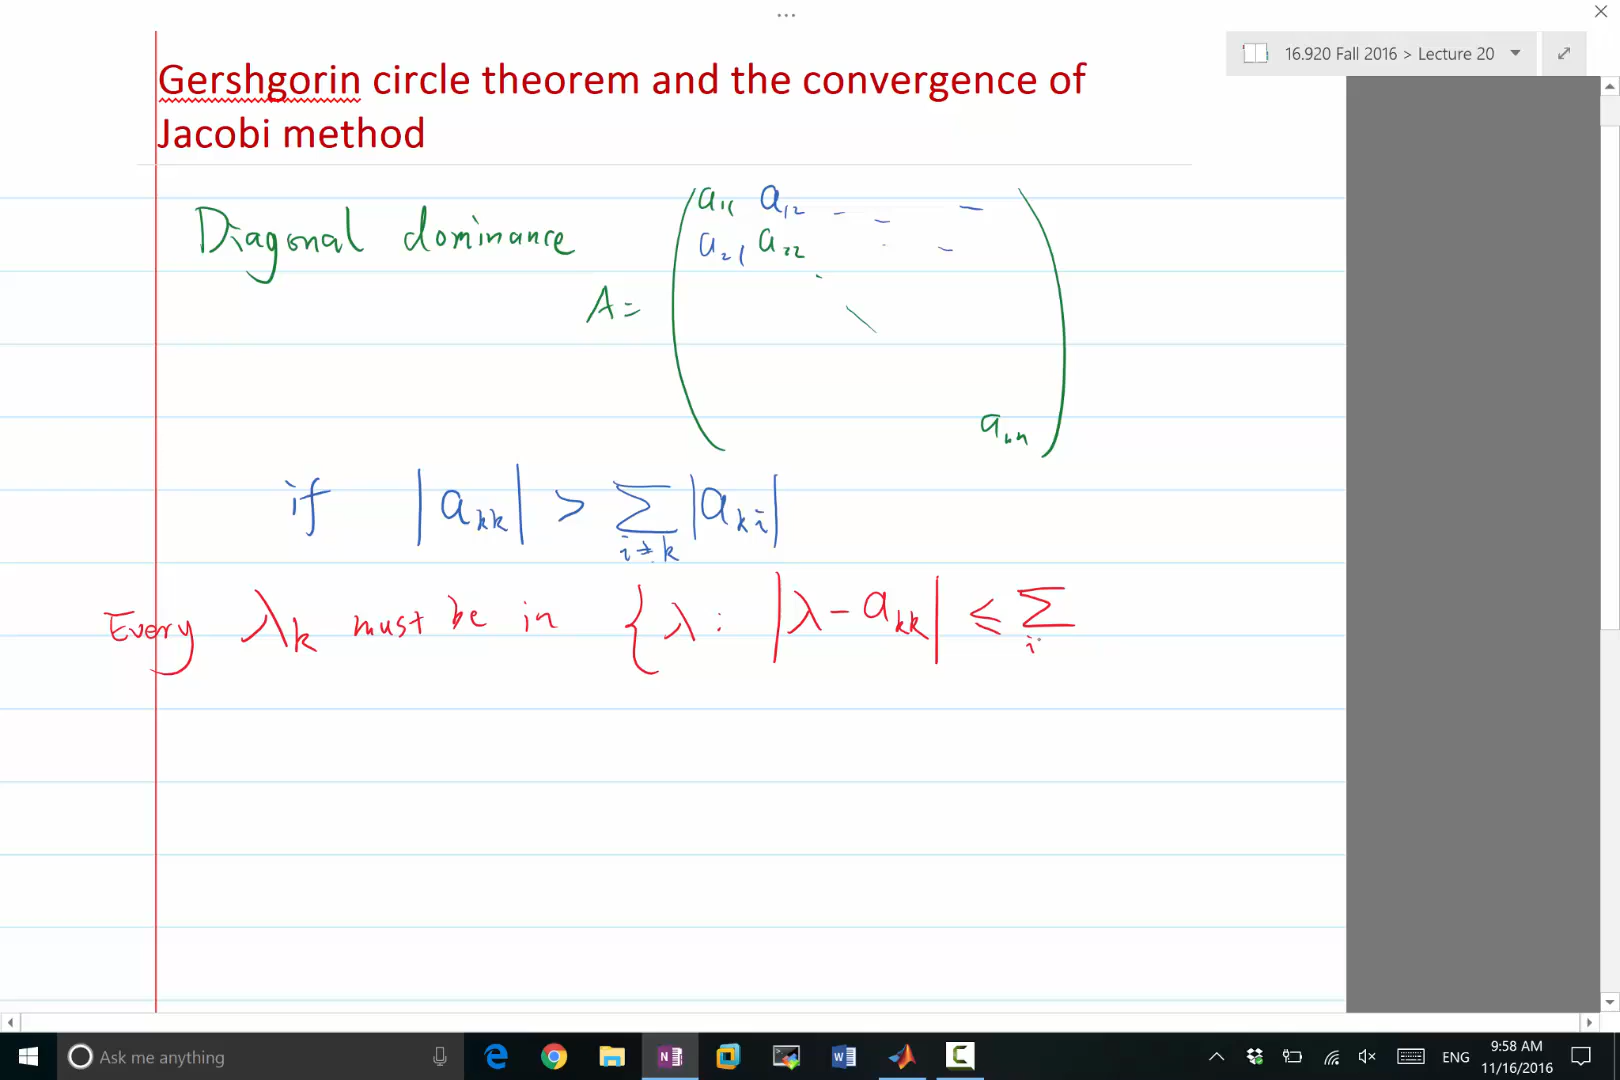 16.920 Fall 2016 > Lecture 20
Gershgorin circle theorem and the convergence of
Jacobi method
Diagonal dominance
A = ( a₁₁ a₁₂ - - -
a₂₁ a₂₂ . . -
aₙₙ )
if |aₖₖ| > ∑ |aₖᵢ|
i≠k
Every λₖ must be in { λ : |λ - aₖₖ| ≤ ∑
i
Ask me anything
ENG
9:58 AM
11/16/2016